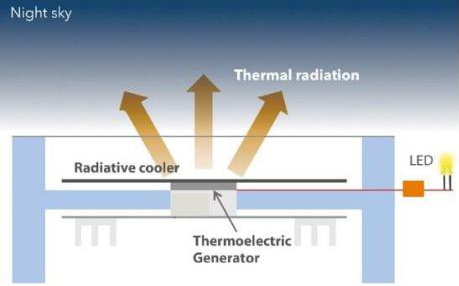 Night sky
Thermal radiation
Radiative cooler
LED
Thermoelectric
Generator